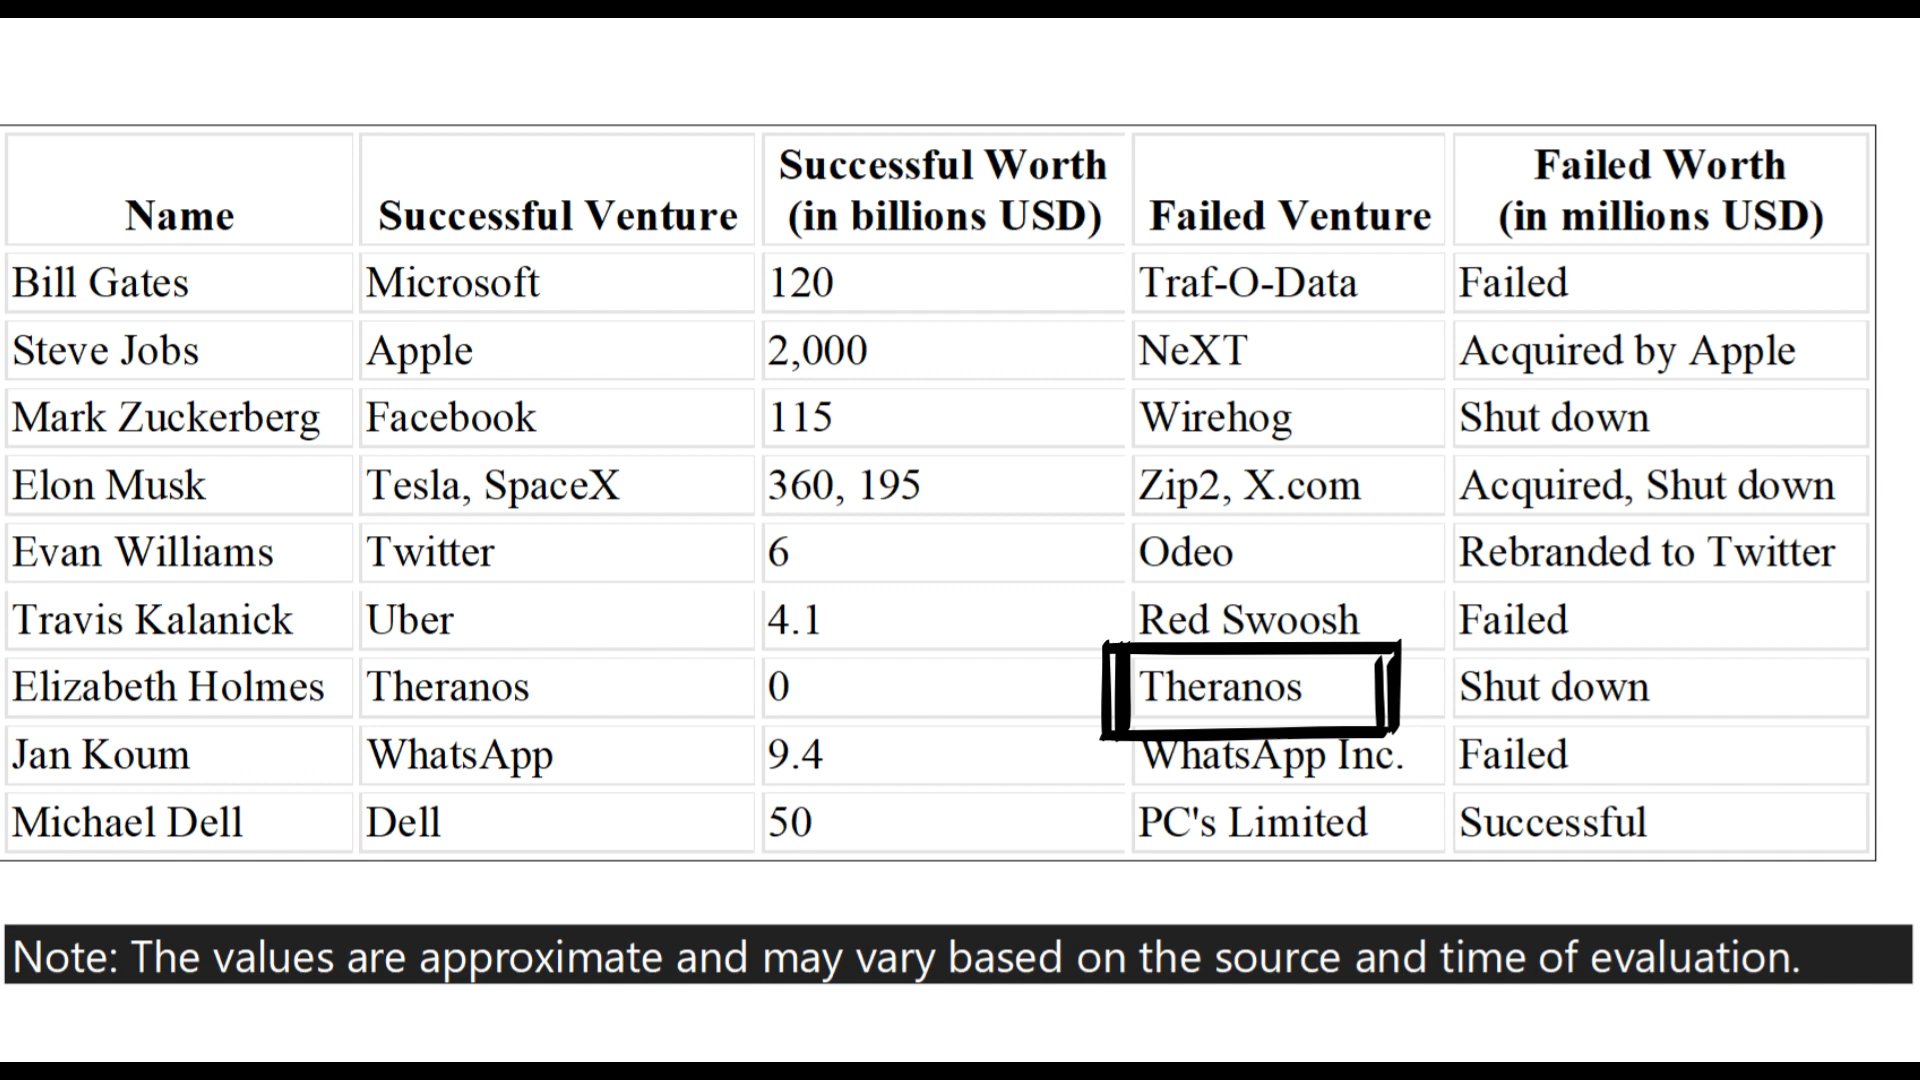 Name Successful Venture Successful Worth (in billions USD) Failed Venture Failed Worth (in millions USD)
Bill Gates Microsoft 120 Traf-O-Data Failed
Steve Jobs Apple 2,000 NeXT Acquired by Apple
Mark Zuckerberg Facebook 115 Wirehog Shut down
Elon Musk Tesla, SpaceX 360, 195 Zip2, X.com Acquired, Shut down
Evan Williams Twitter 6 Odeo Rebranded to Twitter
Travis Kalanick Uber 4.1 Red Swoosh Failed
Elizabeth Holmes Theranos 0 Theranos Shut down
Jan Koum WhatsApp 9.4 WhatsApp Inc. Failed
Michael Dell Dell 50 PC's Limited Successful
Note: The values are approximate and may vary based on the source and time of evaluation.